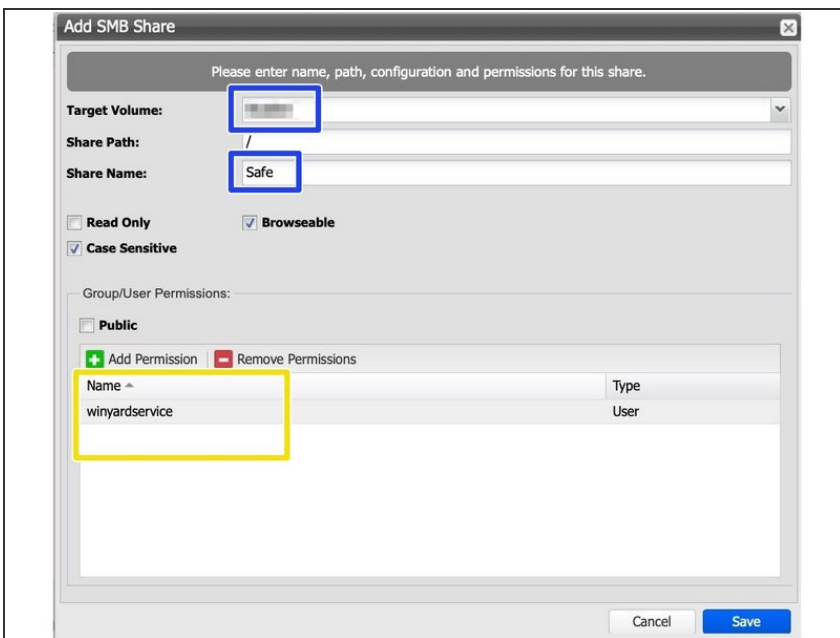 Add SMB Share
Please enter name, path, configuration and permissions for this share.
Target Volume:
Share Path: /
Share Name: Safe
Read Only Browseable
Case Sensitive
Group/User Permissions:
Public
Add Permission Remove Permissions
Name Type
winyardservice User
Cancel Save